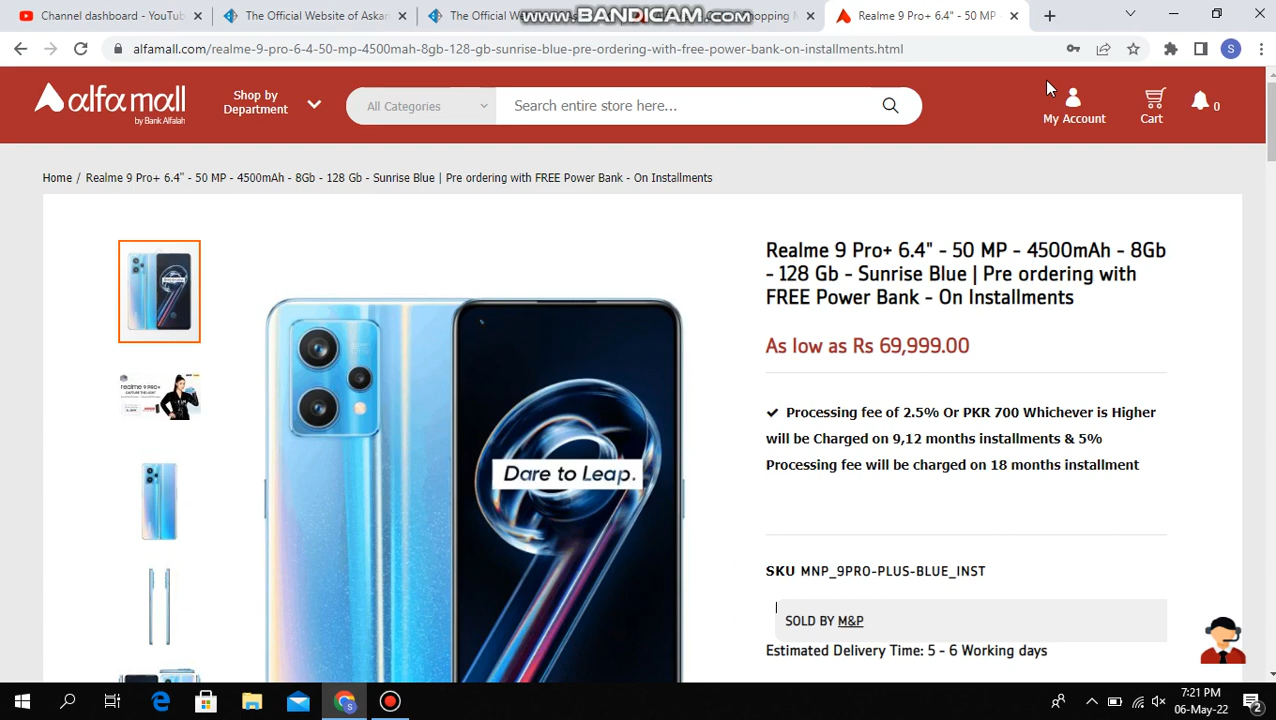 Channel dashboard - YouTub
The Official Website of Askar
The Official We
opping
Realme 9 Pro+ 6.4" - 50 MP -
www.BANDICAM.com
alfamall.com/realme-9-pro-6-4-50-mp-4500mah-8gb-128-gb-sunrise-blue-pre-ordering-with-free-power-bank-on-installments.html
S
alfa mall
by Bank Alfalah
Shop by
Department
All Categories
Search entire store here...
My Account
Cart
0
Home / Realme 9 Pro+ 6.4" - 50 MP - 4500mAh - 8Gb - 128 Gb - Sunrise Blue | Pre ordering with FREE Power Bank - On Installments
Realme 9 Pro+ 6.4" - 50 MP - 4500mAh - 8Gb
- 128 Gb - Sunrise Blue | Pre ordering with
FREE Power Bank - On Installments
As low as Rs 69,999.00
Processing fee of 2.5% Or PKR 700 Whichever is Higher
will be Charged on 9,12 months installments & 5%
Processing fee will be charged on 18 months installment
SKU MNP_9PRO-PLUS-BLUE_INST
SOLD BY M&P
Estimated Delivery Time: 5 - 6 Working days
realme 9 PRO+
Dare to Leap.
7:21 PM
06-May-22
2